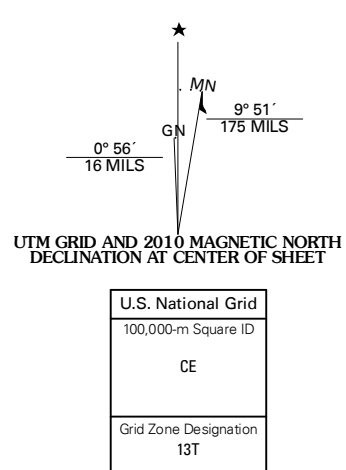 ★
MN
GN
9° 51´
175 MILS
0° 56´
16 MILS
UTM GRID AND 2010 MAGNETIC NORTH
DECLINATION AT CENTER OF SHEET
U.S. National Grid
100,000-m Square ID
CE
Grid Zone Designation
13T